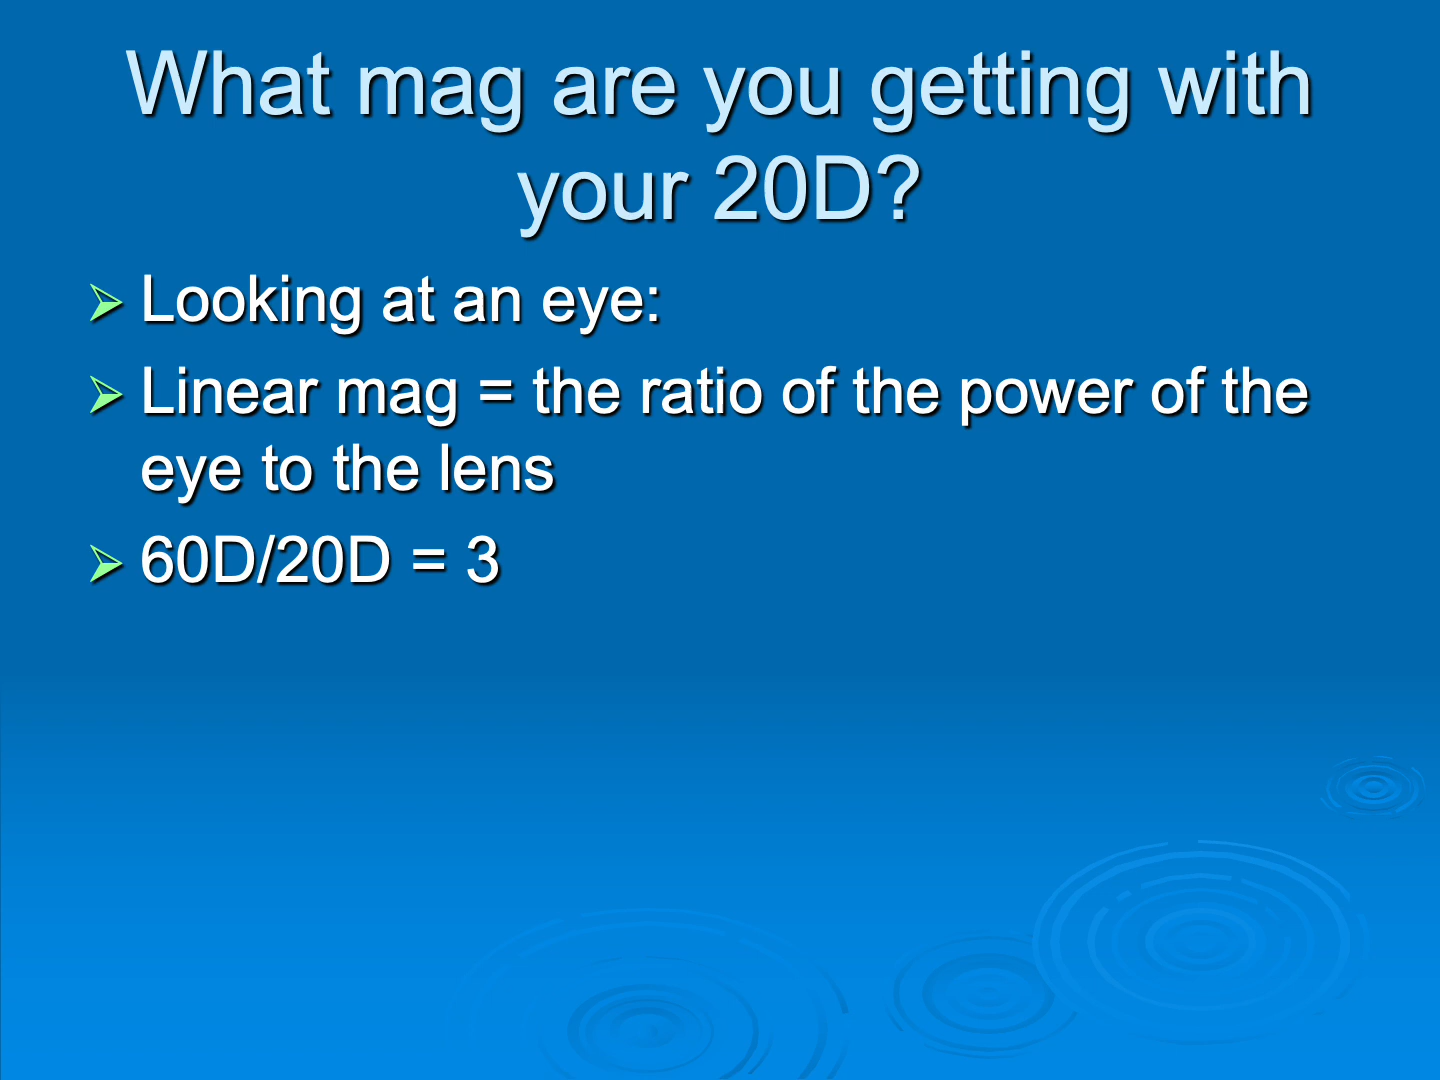 What mag are you getting with
your 20D?
Looking at an eye:
Linear mag = the ratio of the power of the
eye to the lens
60D/20D = 3